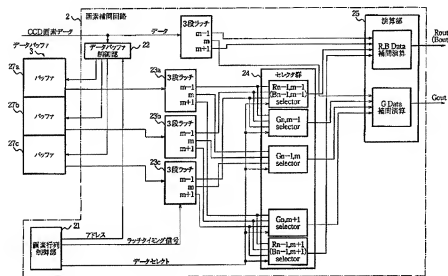 2
画素補間回路
CCD画素データ
データ
データバッファ
3
データバッファ
制御部
22
27a
バッファ
27b
バッファ
27c
バッファ
3段ラッチ
m-1
m
m+1
23a
3段ラッチ
m-1
m
m+1
23b
3段ラッチ
m-1
m
m+1
23c
3段ラッチ
m-1
m
m+1
24
セレクタ群
Rn-1,m-1
(Bn-1,m-1)
selector
Gn,m-1
selector
Gn-1,m
selector
Gn,m+1
selector
Rn-1,m+1
(Bn-1,m+1)
selector
25
演算部
R,B Data
補間演算
G Data
補間演算
Rout
(Bout)
Gout
21
画素行列
制御部
アドレス
ラッチタイミング信号
データセレクト